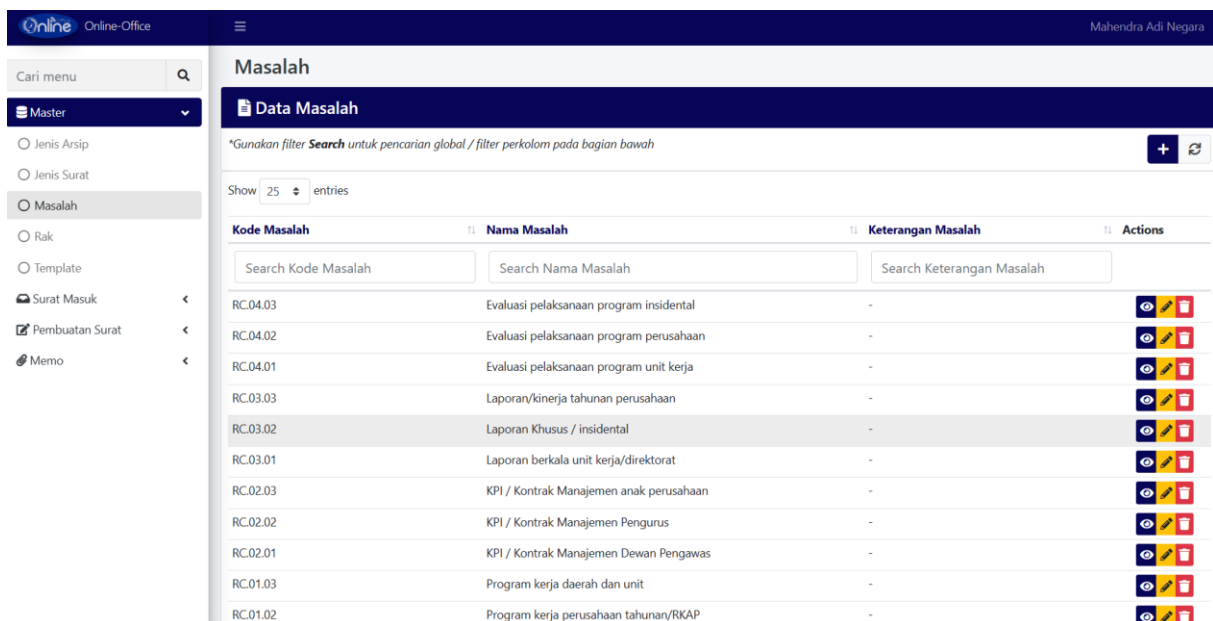 Online Online-Office
Mahendra Adi Negara
Cari menu
Master
Jenis Arsip
Jenis Surat
Masalah
Rak
Template
Surat Masuk
Pembuatan Surat
Memo
Masalah
Data Masalah
*Gunakan filter Search untuk pencarian global / filter perkolom pada bagian bawah
Show 25 entries
Kode Masalah Nama Masalah Keterangan Masalah Actions
Search Kode Masalah Search Nama Masalah Search Keterangan Masalah
RC.04.03 Evaluasi pelaksanaan program insidental -
RC.04.02 Evaluasi pelaksanaan program perusahaan -
RC.04.01 Evaluasi pelaksanaan program unit kerja -
RC.03.03 Laporan/kinerja tahunan perusahaan -
RC.03.02 Laporan Khusus / insidental -
RC.03.01 Laporan berkala unit kerja/direktorat -
RC.02.03 KPI / Kontrak Manajemen anak perusahaan -
RC.02.02 KPI / Kontrak Manajemen Pengurus -
RC.02.01 KPI / Kontrak Manajemen Dewan Pengawas -
RC.01.03 Program kerja daerah dan unit -
RC.01.02 Program kerja perusahaan tahunan/RKAP -